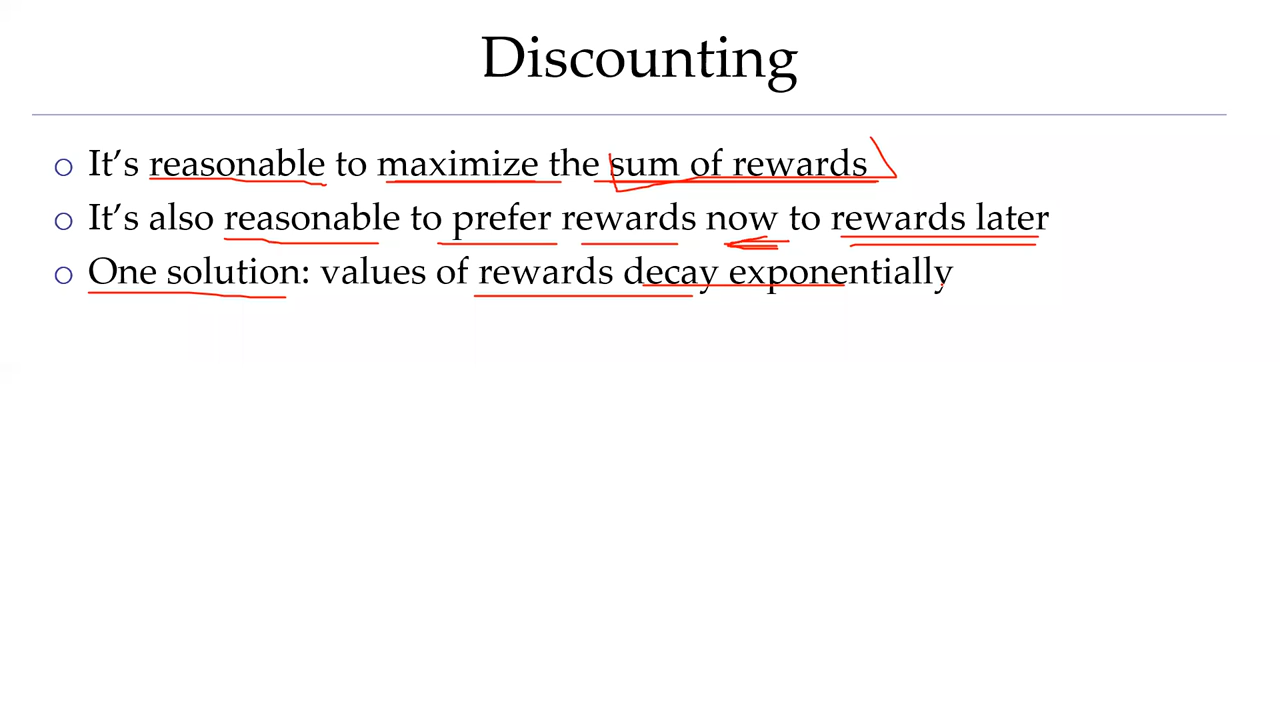 Discounting
It’s reasonable to maximize the sum of rewards
It’s also reasonable to prefer rewards now to rewards later
One solution: values of rewards decay exponentially